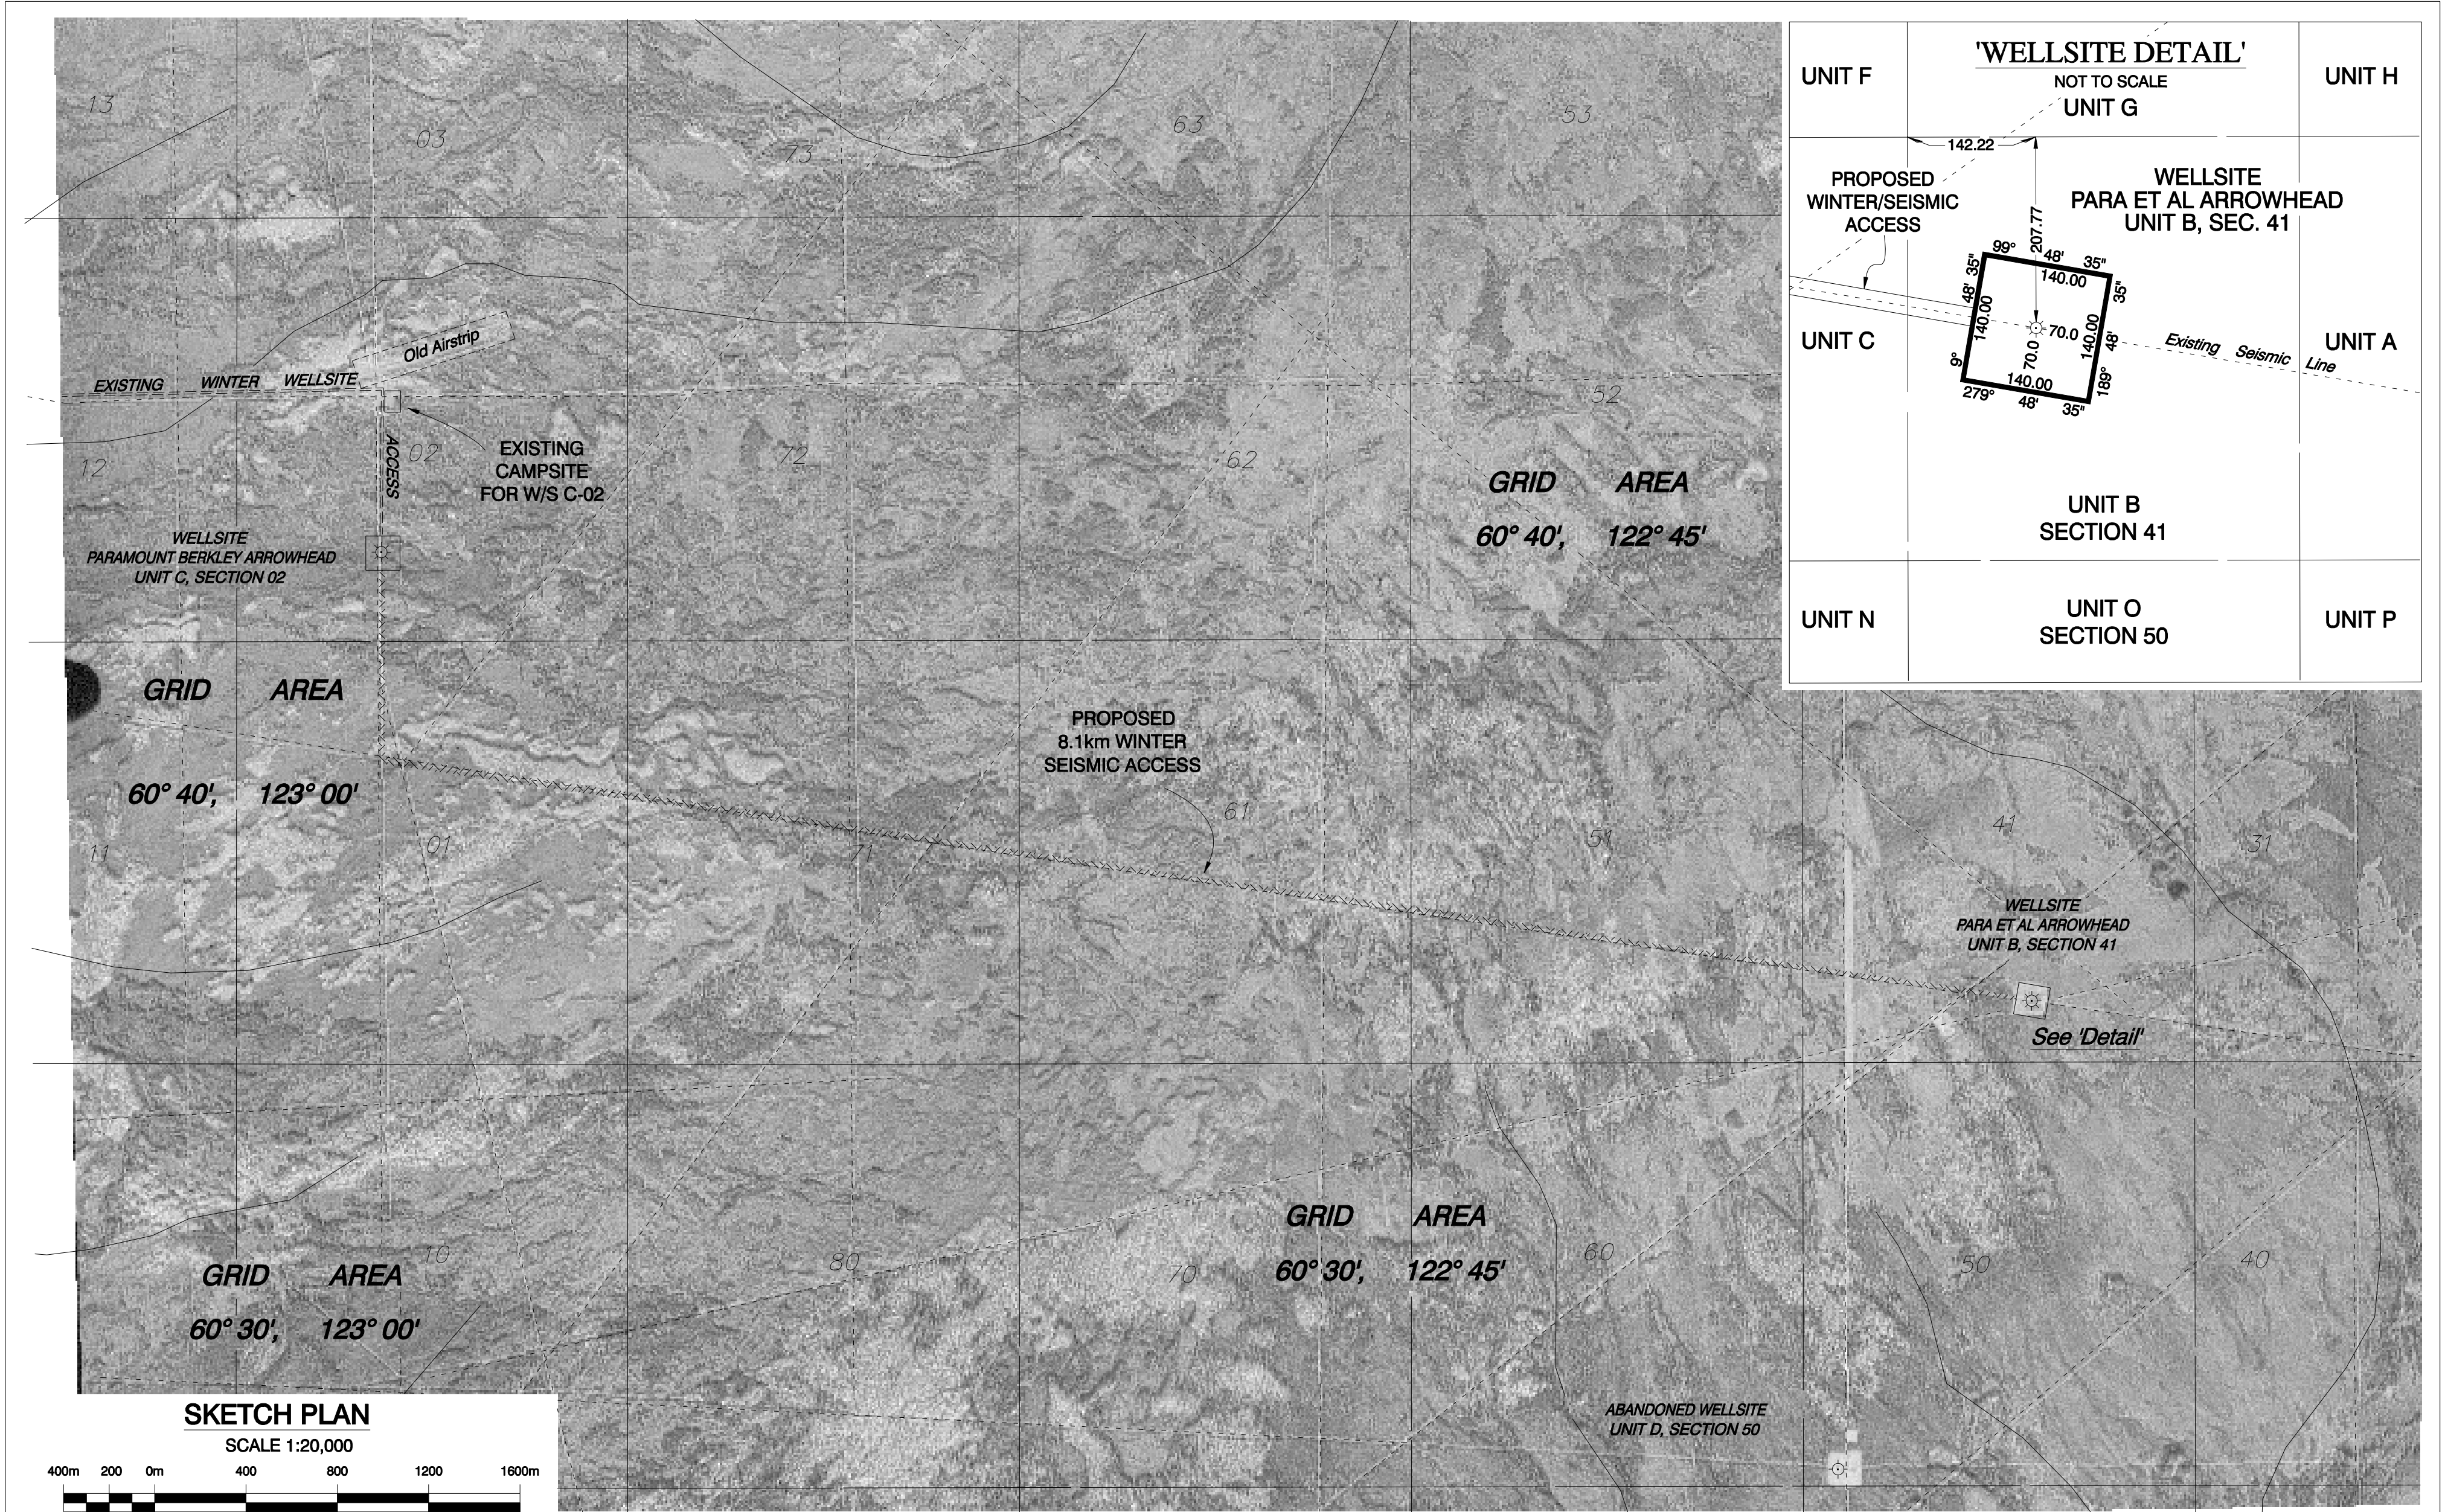 13
03
73
63
53
Old Airstrip
EXISTING WINTER WELLSITE
ACCESS
EXISTING
CAMPSITE
FOR W/S C-02
12
02
72
62
52
WELLSITE
PARAMOUNT BERKLEY ARROWHEAD
UNIT C, SECTION 02
GRID AREA
60° 40', 122° 45'
GRID AREA
60° 40', 123° 00'
PROPOSED
8.1km WINTER
SEISMIC ACCESS
11
01
71
61
51
41
31
WELLSITE
PARA ET AL ARROWHEAD
UNIT B, SECTION 41
See 'Detail'
GRID AREA
60° 30', 122° 45'
GRID AREA
60° 30', 123° 00'
10
80
70
60
50
40
ABANDONED WELLSITE
UNIT D, SECTION 50
SKETCH PLAN
SCALE 1:20,000
400m 200 0m 400 800 1200 1600m
'WELLSITE DETAIL'
NOT TO SCALE
UNIT F
UNIT G
UNIT H
142.22
207.77
PROPOSED
WINTER/SEISMIC
ACCESS
WELLSITE
PARA ET AL ARROWHEAD
UNIT B, SEC. 41
99° 48' 35"
140.00
9° 48' 35"
140.00
70.0
70.0
140.00
189° 48' 35"
140.00
279° 48' 35"
Existing Seismic Line
UNIT C
UNIT A
UNIT B
SECTION 41
UNIT N
UNIT O
SECTION 50
UNIT P